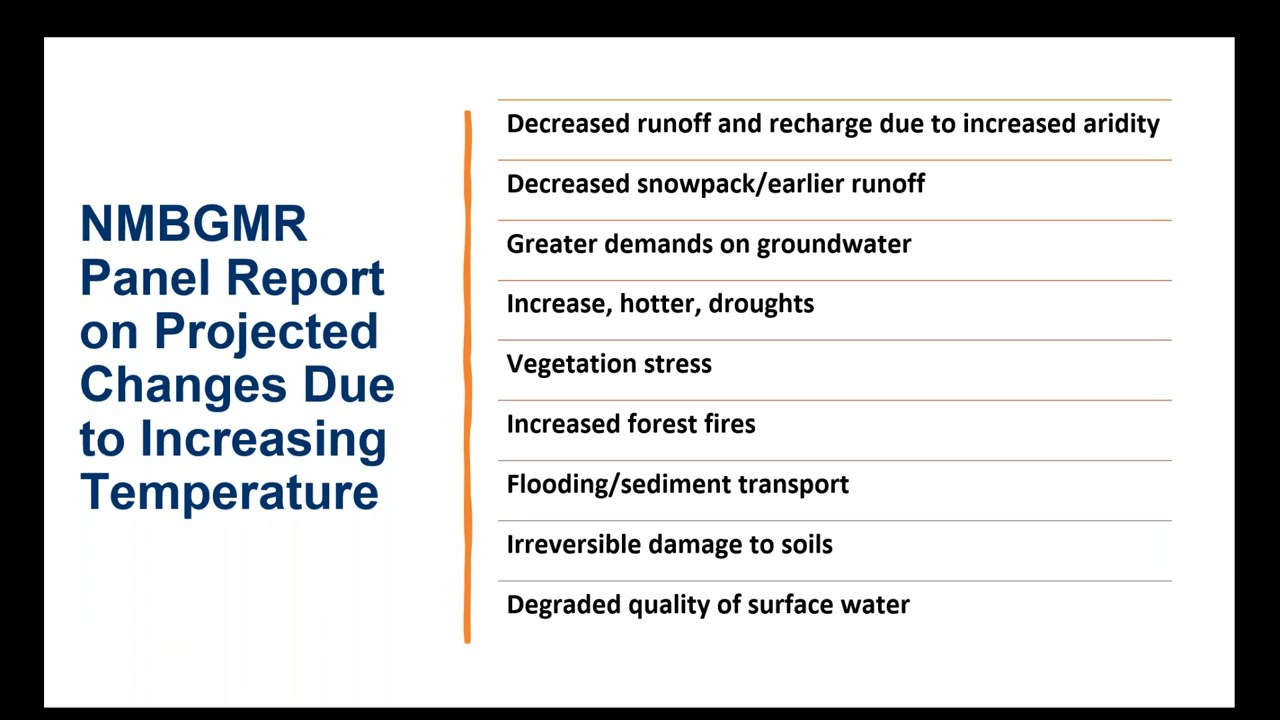 NMBGMR
Panel Report
on Projected
Changes Due
to Increasing
Temperature
Decreased runoff and recharge due to increased aridity
Decreased snowpack/earlier runoff
Greater demands on groundwater
Increase, hotter, droughts
Vegetation stress
Increased forest fires
Flooding/sediment transport
Irreversible damage to soils
Degraded quality of surface water